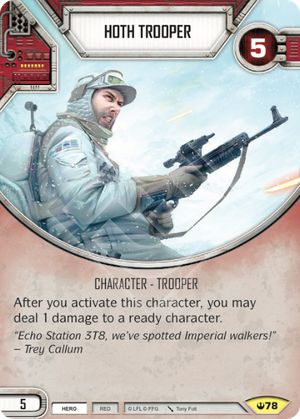 HOTH TROOPER
5
CHARACTER - TROOPER
After you activate this character, you may
deal 1 damage to a ready character.
“Echo Station 3T8, we’ve spotted Imperial walkers!”
– Trey Callum
5
HERO
RED
© LFL © FFG
Tony Foti
78